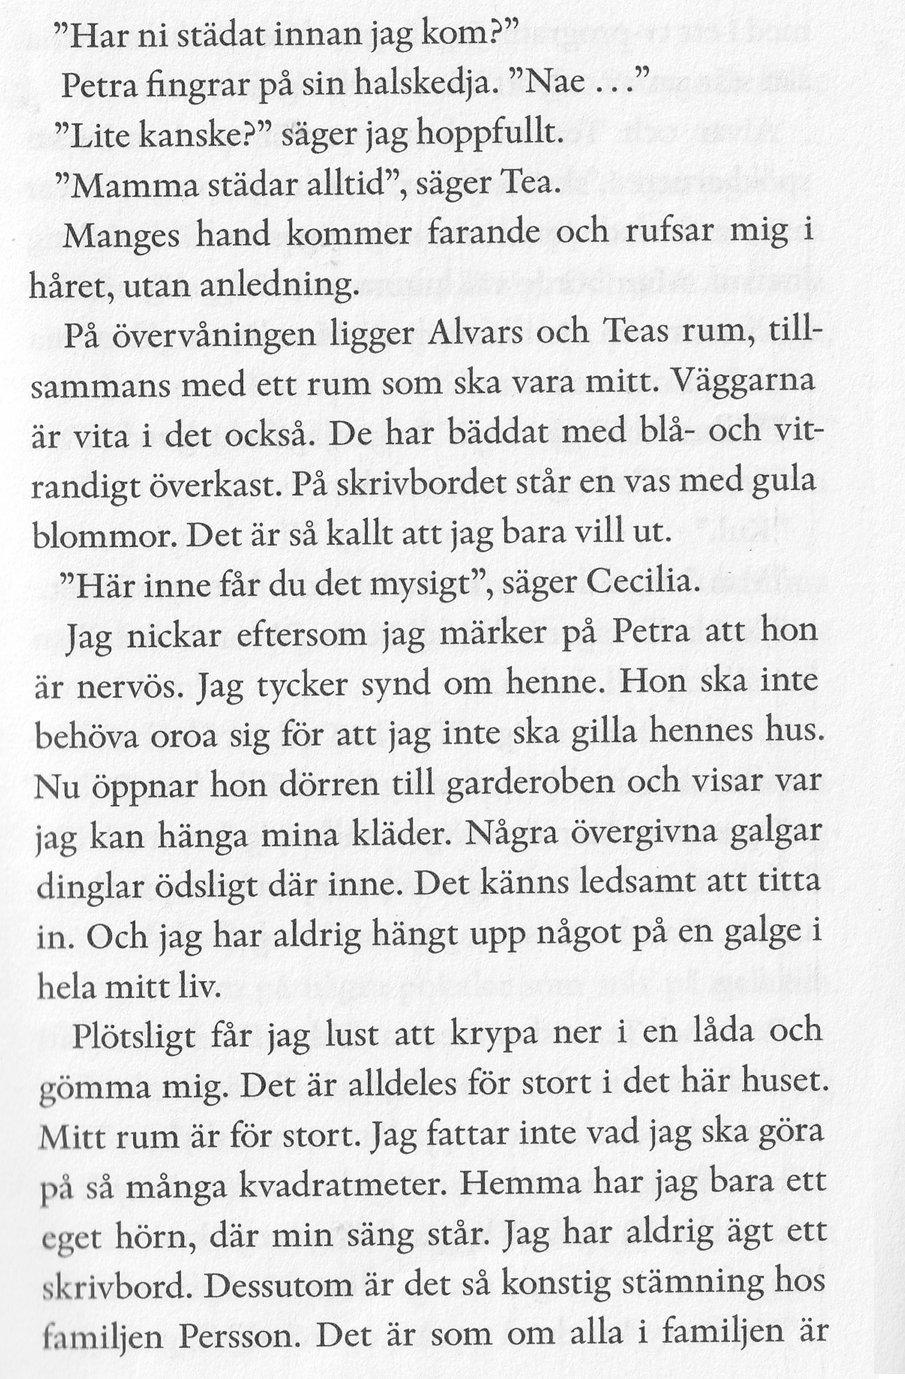 ”Har ni städat innan jag kom?”
Petra fingrar på sin halskedja. ”Nae ...”
”Lite kanske?” säger jag hoppfullt.
”Mamma städar alltid”, säger Tea.
Manges hand kommer farande och rufsar mig i
håret, utan anledning.
På övervåningen ligger Alvars och Teas rum, till-
sammans med ett rum som ska vara mitt. Väggarna
är vita i det också. De har bäddat med blå- och vit-
randigt överkast. På skrivbordet står en vas med gula
blommor. Det är så kallt att jag bara vill ut.
”Här inne får du det mysigt”, säger Cecilia.
Jag nickar eftersom jag märker på Petra att hon
är nervös. Jag tycker synd om henne. Hon ska inte
behöva oroa sig för att jag inte ska gilla hennes hus.
Nu öppnar hon dörren till garderoben och visar var
jag kan hänga mina kläder. Några övergivna galgar
dinglar ödsligt där inne. Det känns ledsamt att titta
in. Och jag har aldrig hängt upp något på en galge i
hela mitt liv.
Plötsligt får jag lust att krypa ner i en låda och
gömma mig. Det är alldeles för stort i det här huset.
Mitt rum är för stort. Jag fattar inte vad jag ska göra
på så många kvadratmeter. Hemma har jag bara ett
eget hörn, där min säng står. Jag har aldrig ägt ett
skrivbord. Dessutom är det så konstig stämning hos
familjen Persson. Det är som om alla i familjen är